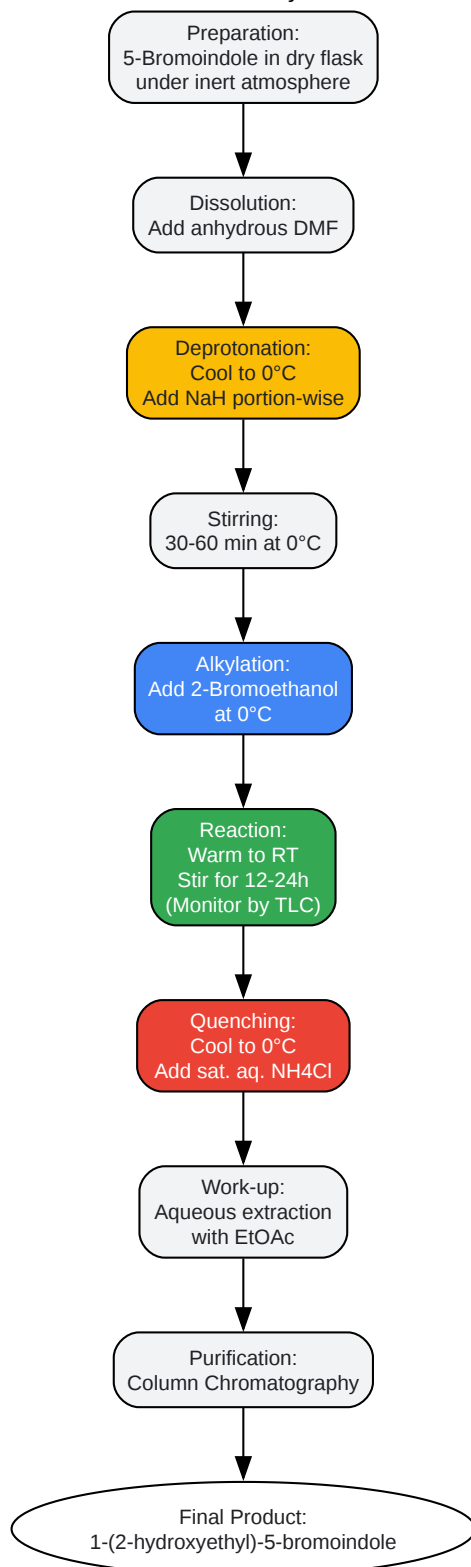 Preparation:
5-Bromoindole in dry flask
under inert atmosphere
Dissolution:
Add anhydrous DMF
Deprotonation:
Cool to 0°C
Add NaH portion-wise
Stirring:
30-60 min at 0°C
Alkylation:
Add 2-Bromoethanol
at 0°C
Reaction:
Warm to RT
Stir for 12-24h
(Monitor by TLC)
Quenching:
Cool to 0°C
Add sat. aq. NH4Cl
Work-up:
Aqueous extraction
with EtOAc
Purification:
Column Chromatography
Final Product:
1-(2-hydroxyethyl)-5-bromoindole